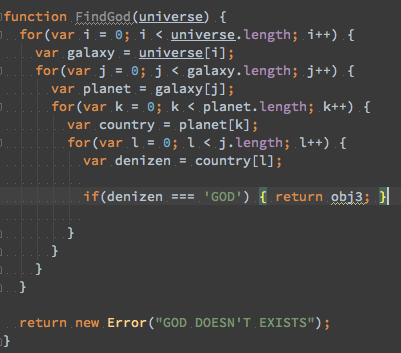 function FindGod(universe) {
for(var i = 0; i < universe.length; i++) {
var galaxy = universe[i];
for(var j = 0; j < galaxy.length; j++) {
var planet = galaxy[j];
for(var k = 0; k < planet.length; k++) {
var country = planet[k];
for(var l = 0; l < j.length; l++) {
var denizen = country[l];
if(denizen === 'GOD') { return obj3; }
}
}
}
}
return new Error("GOD DOESN'T EXISTS");
}